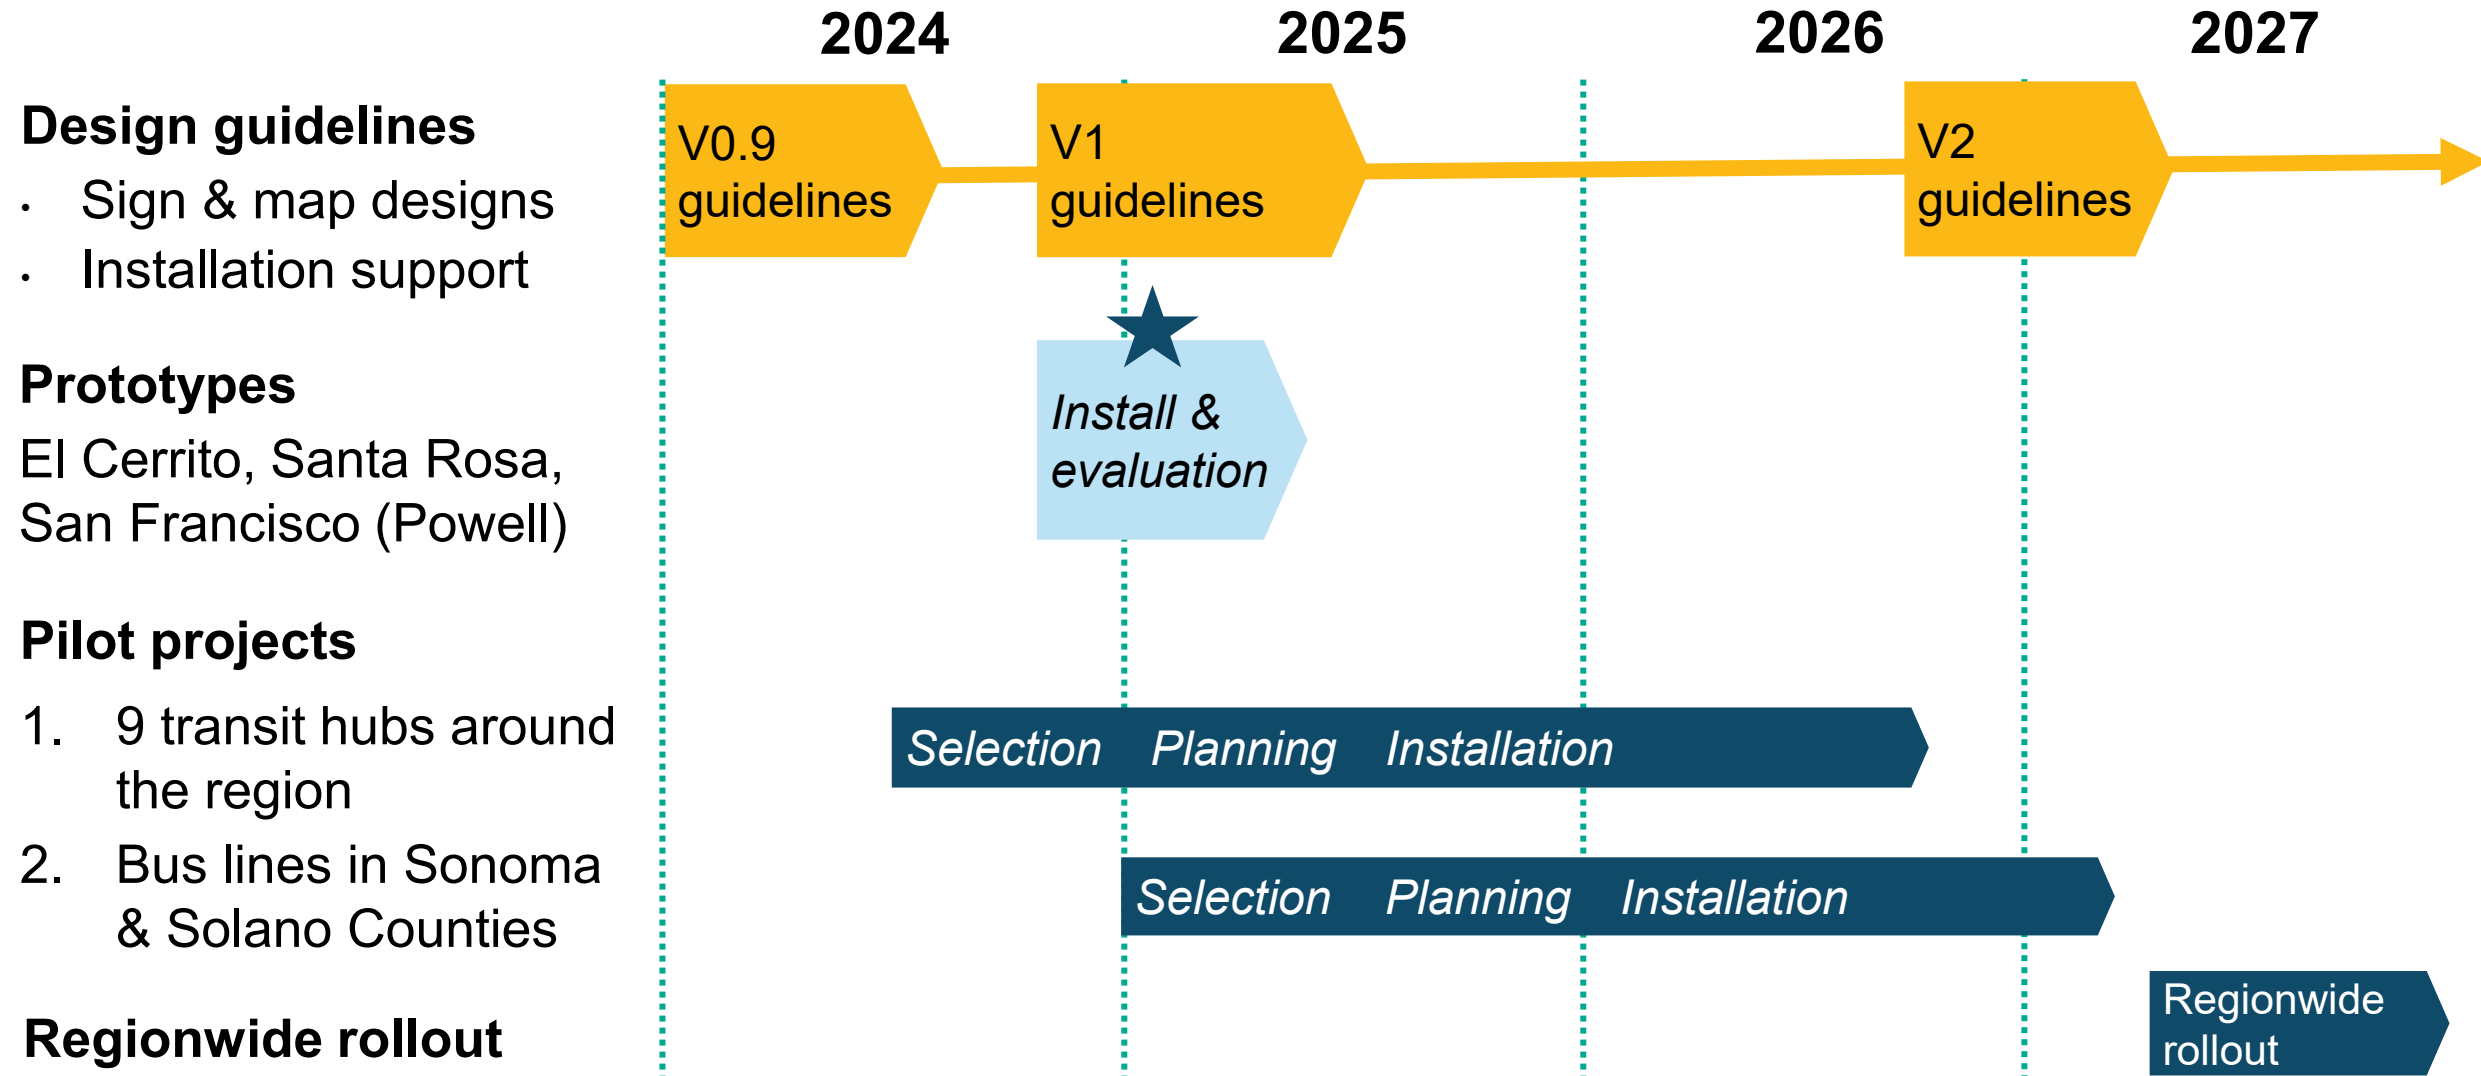 2024 2025 2026 2027
Design guidelines
· Sign & map designs
· Installation support
V0.9
guidelines
V1
guidelines
V2
guidelines
Prototypes
El Cerrito, Santa Rosa,
San Francisco (Powell)
Install &
evaluation
Pilot projects
1. 9 transit hubs around
the region
Selection Planning Installation
2. Bus lines in Sonoma
& Solano Counties
Selection Planning Installation
Regionwide rollout
Regionwide
rollout